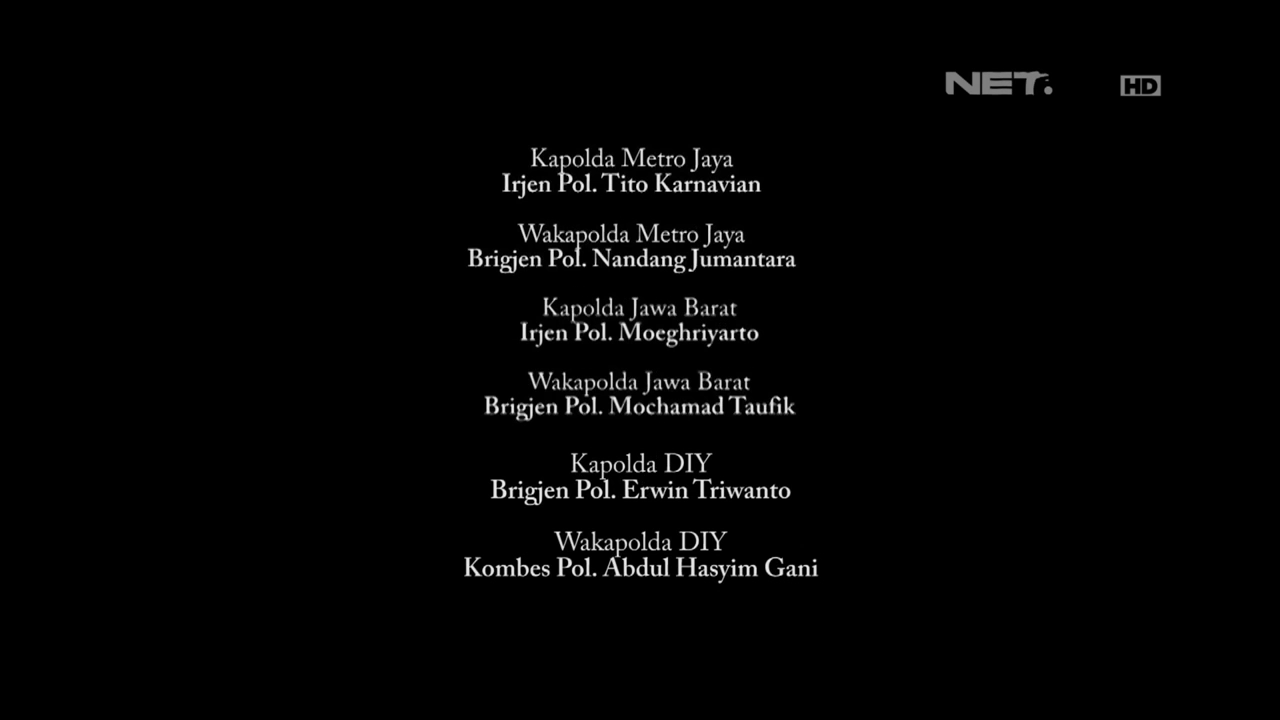 NET.
HD
Kapolda Metro Jaya
Irjen Pol. Tito Karnavian
Wakapolda Metro Jaya
Brigjen Pol. Nandang Jumantara
Kapolda Jawa Barat
Irjen Pol. Moeghriyarto
Wakapolda Jawa Barat
Brigjen Pol. Mochamad Taufik
Kapolda DIY
Brigjen Pol. Erwin Triwanto
Wakapolda DIY
Kombes Pol. Abdul Hasyim Gani